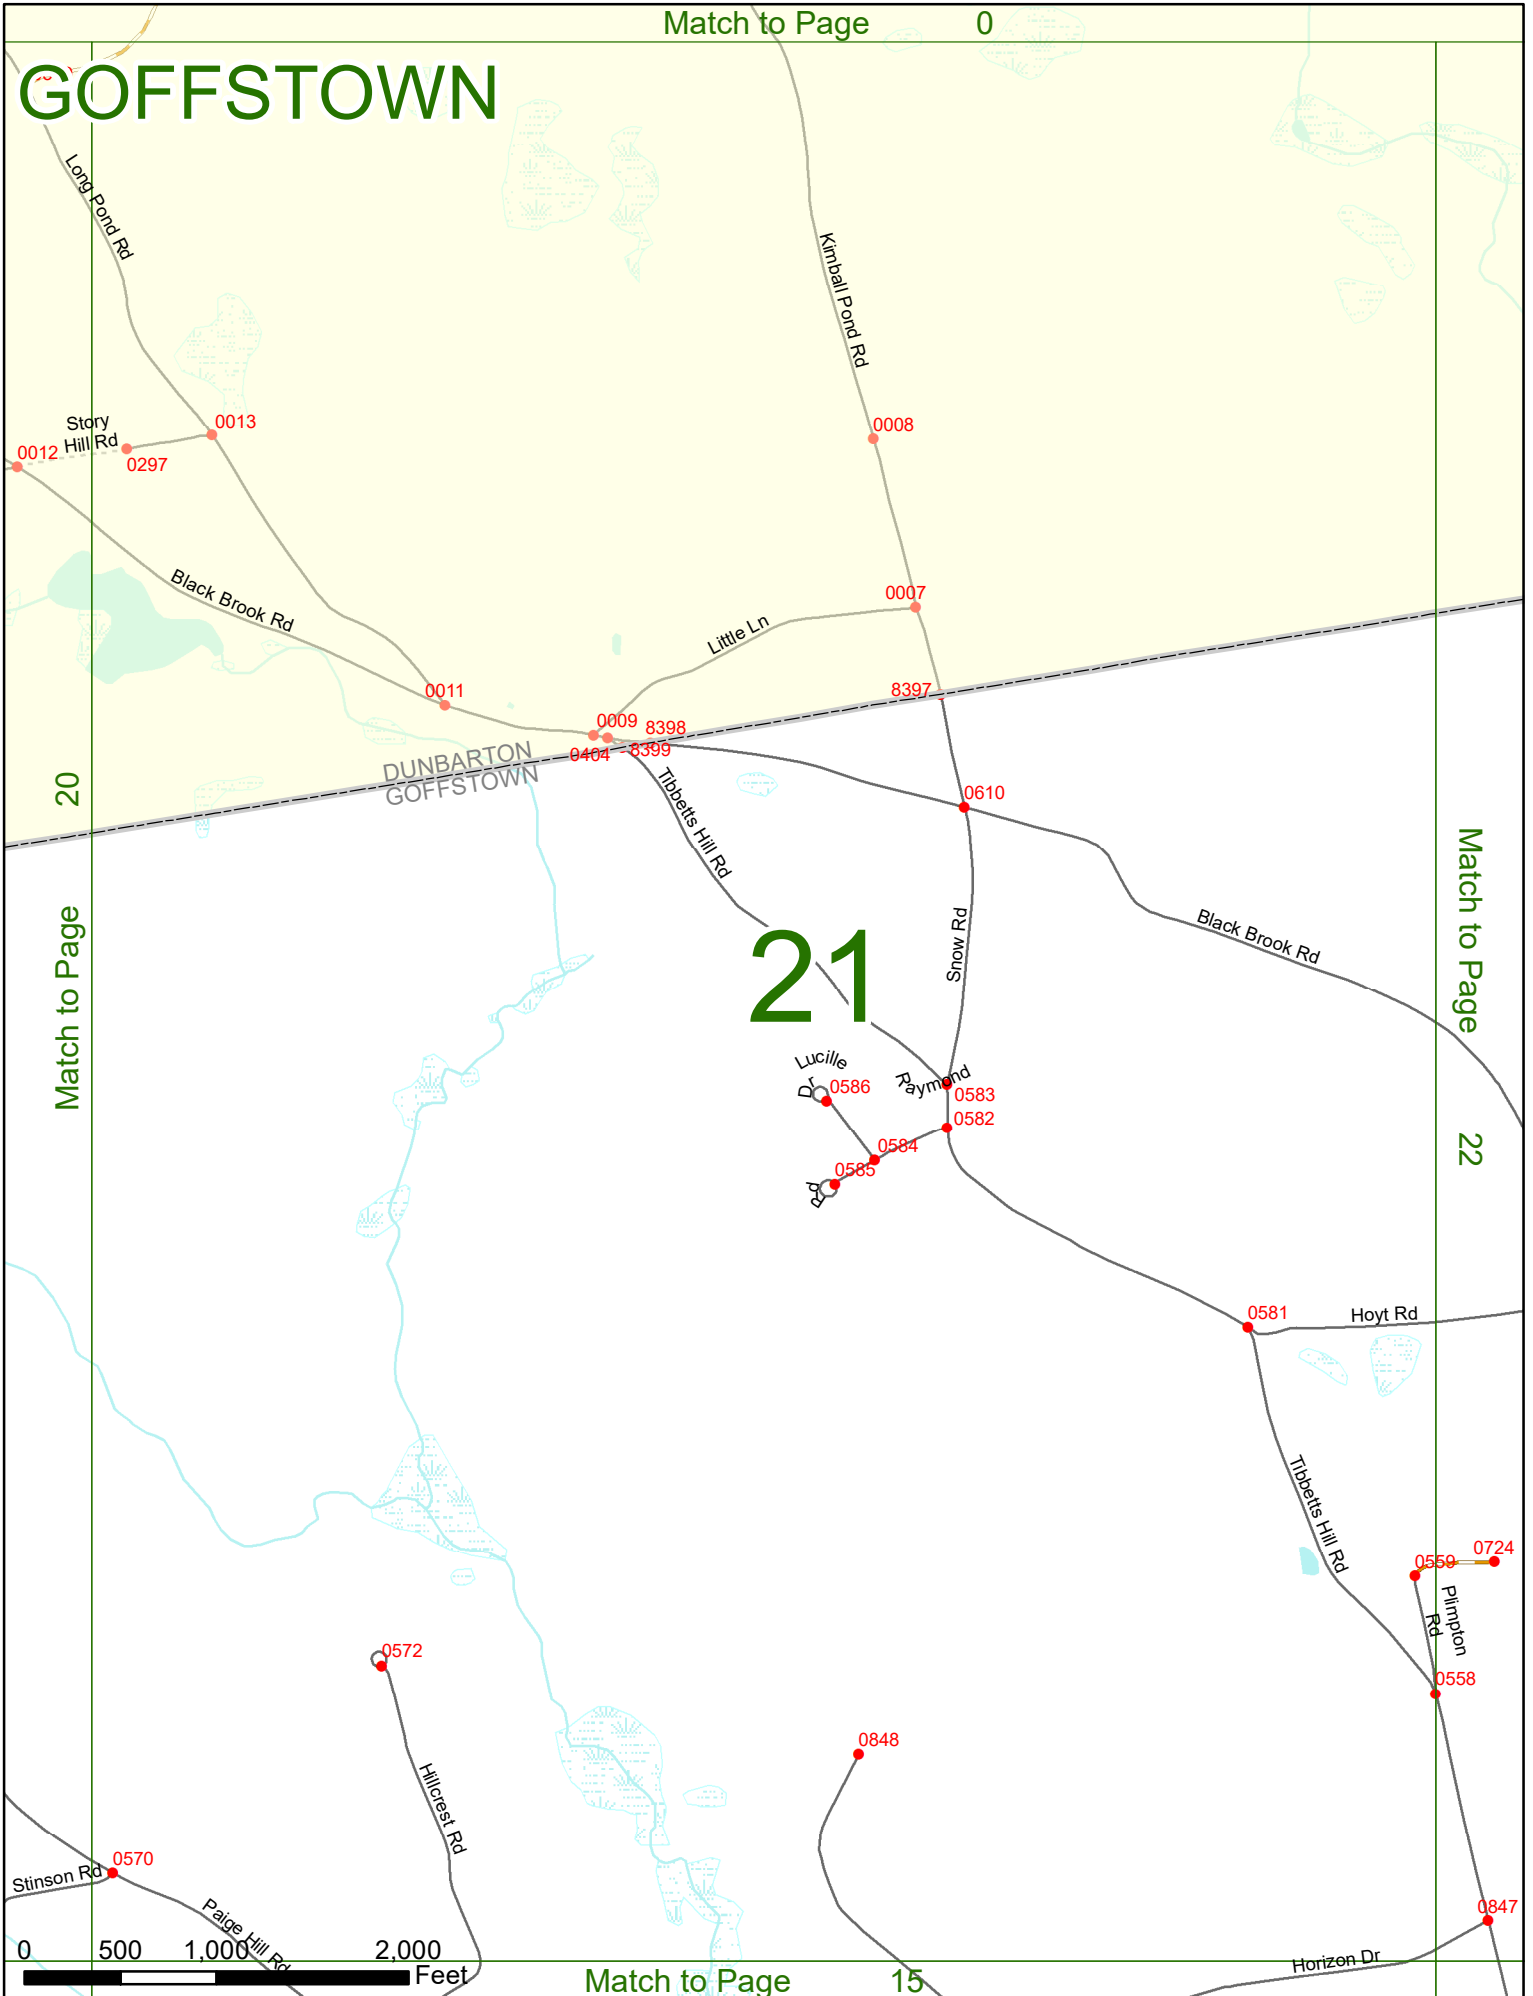 Match to Page 0
GOFFSTOWN
Long Pond Rd
Kimball Pond Rd
Story
Hill Rd
0013
0008
0012
0297
Black Brook Rd
0007
Little Ln
0011
8397
0009
8398
0404
8399
DUNBARTON
GOFFSTOWN
20
Match to Page
Tibbetts Hill Rd
0610
Match to Page
22
Snow Rd
Black Brook Rd
21
Lucille
Dr
0586
Raymond
0583
0582
0584
0585
Rd
0581
Hoyt Rd
Tibbetts Hill Rd
0559
0724
Plimpton
Rd
0558
0572
0848
Hillcrest Rd
0570
Stinson Rd
Paige Hill Rd
0847
Horizon Dr
0 500 1,000 2,000
Feet
Match to Page 15